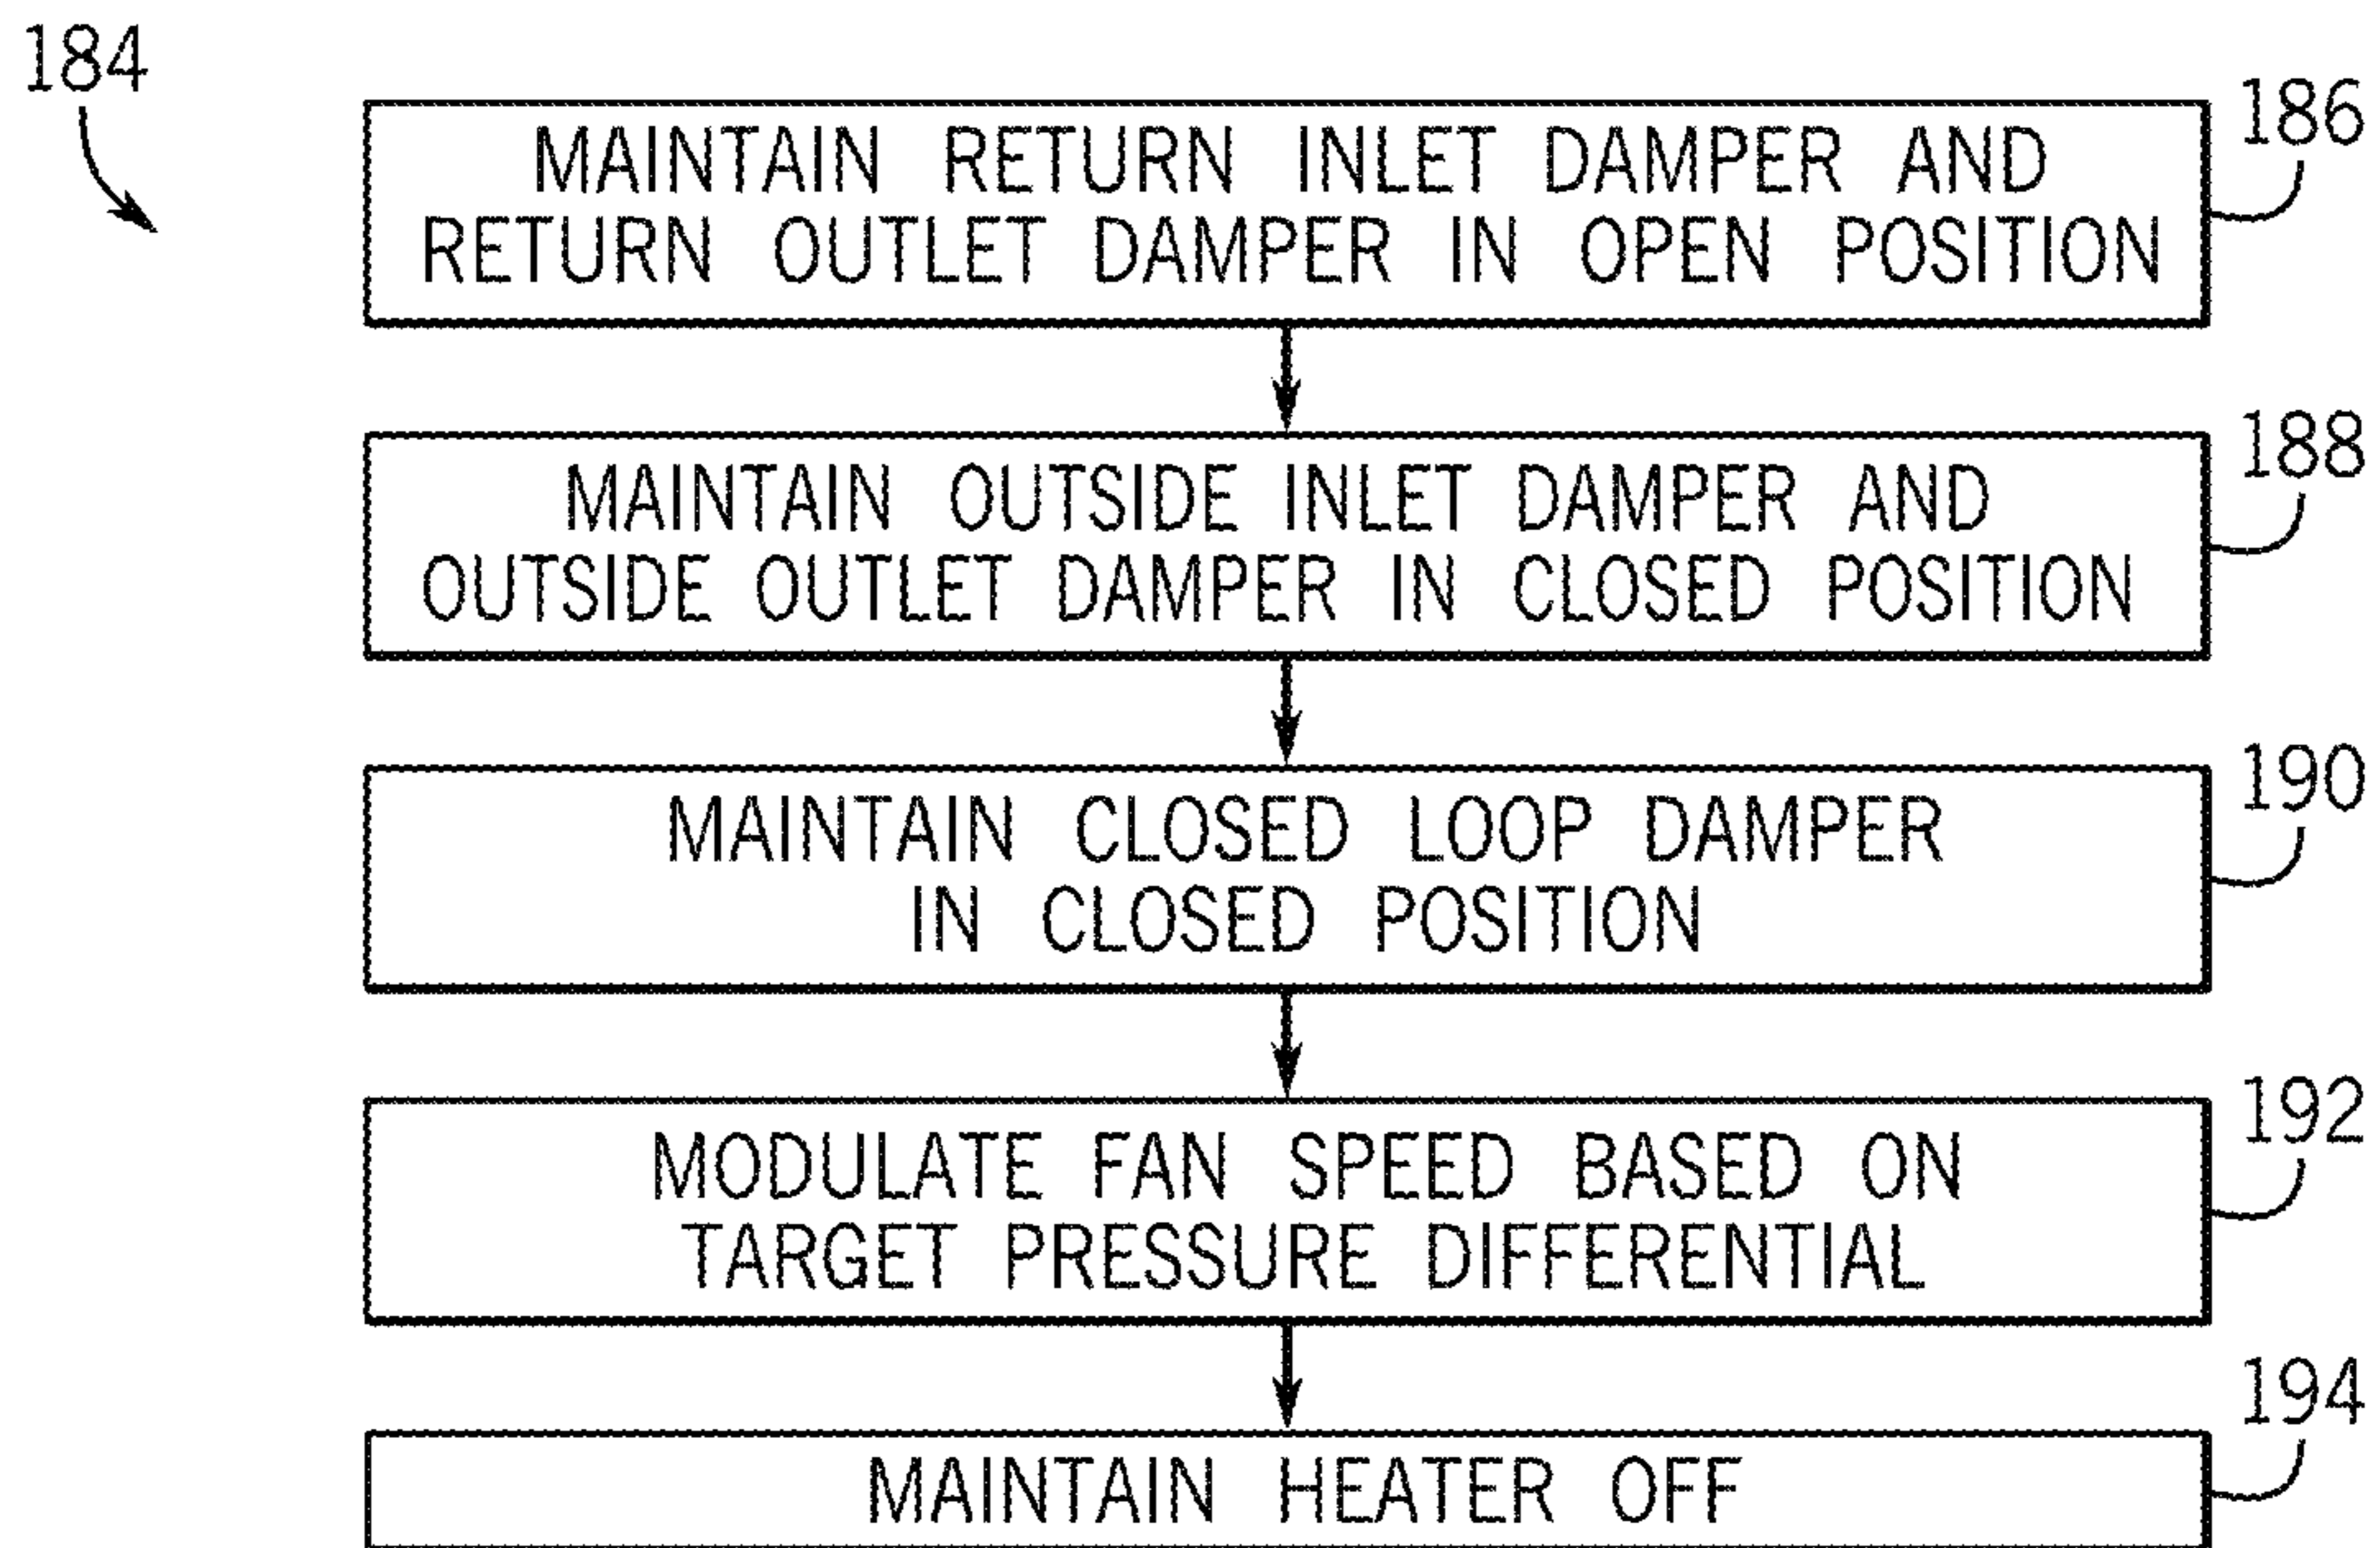 184
186
MAINTAIN RETURN INLET DAMPER AND
RETURN OUTLET DAMPER IN OPEN POSITION
188
MAINTAIN OUTSIDE INLET DAMPER AND
OUTSIDE OUTLET DAMPER IN CLOSED POSITION
190
MAINTAIN CLOSED LOOP DAMPER
IN CLOSED POSITION
192
MODULATE FAN SPEED BASED ON
TARGET PRESSURE DIFFERENTIAL
194
MAINTAIN HEATER OFF